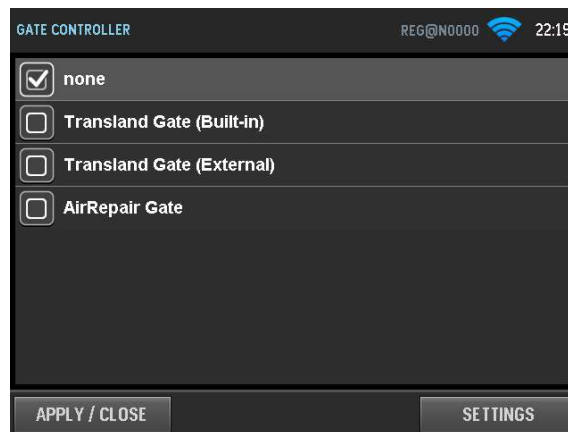 GATE CONTROLLER REG@N0000 22:19
none
Transland Gate (Built-in)
Transland Gate (External)
AirRepair Gate
APPLY / CLOSE SETTINGS